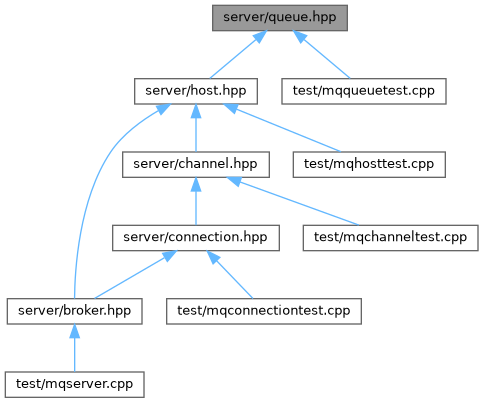 server/queue.hpp
server/host.hpp
test/mqqueuetest.cpp
server/channel.hpp
test/mqhosttest.cpp
server/connection.hpp
test/mqchanneltest.cpp
server/broker.hpp
test/mqconnectiontest.cpp
test/mqserver.cpp